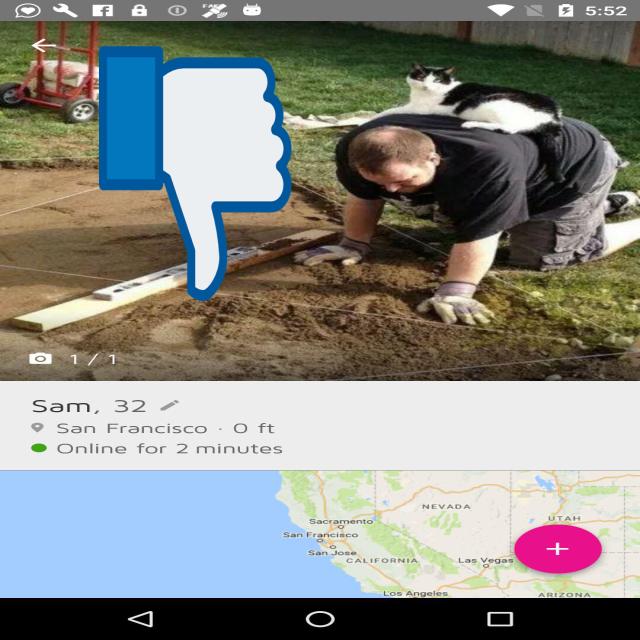 5:52
1 / 1
Sam, 32
San Francisco · 0 ft
Online for 2 minutes
NEVADA
UTAH
Sacramento
San Francisco
San Jose
CALIFORNIA
Las Vegas
Los Angeles
ARIZONA